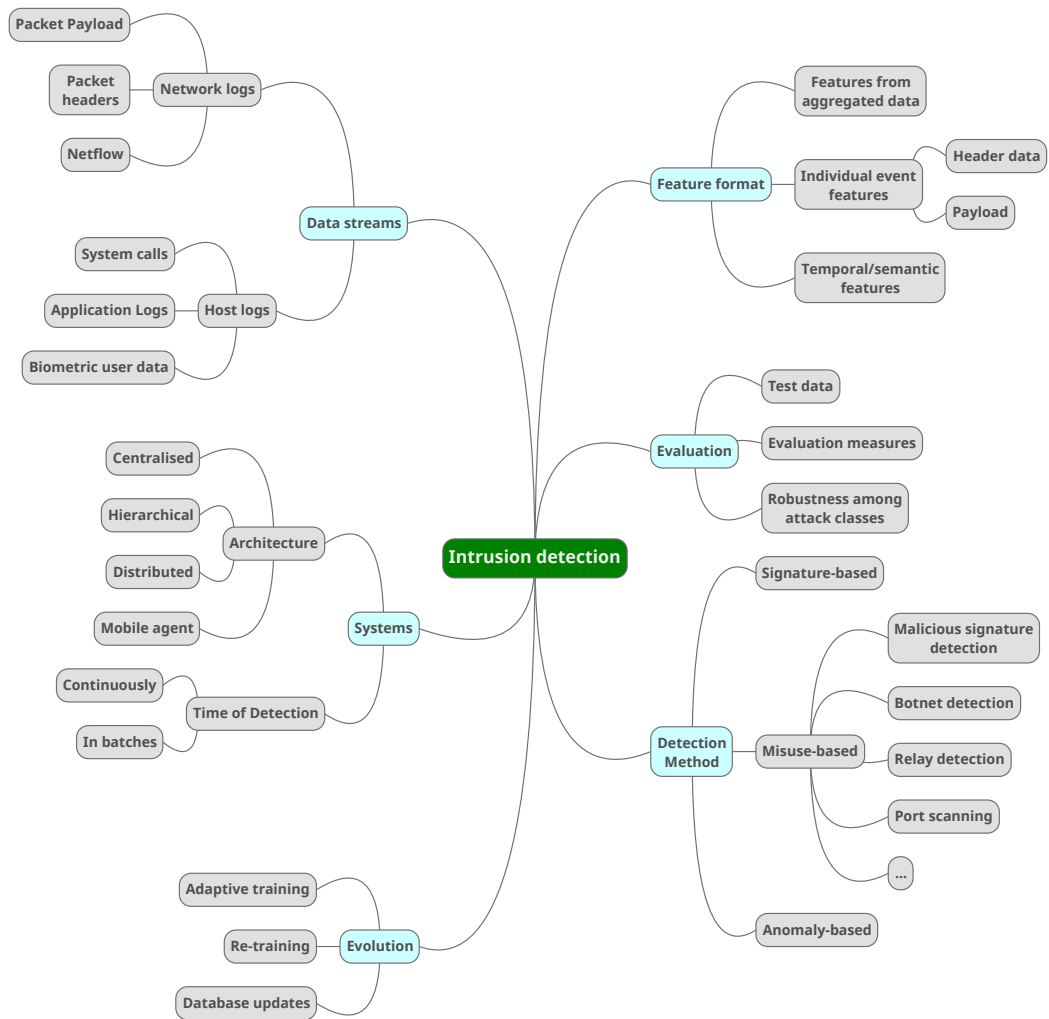 Packet Payload
Packet
headers
Network logs
Netflow
Data streams
System calls
Application Logs
Host logs
Biometric user data
Centralised
Hierarchical
Architecture
Distributed
Mobile agent
Systems
Continuously
Time of Detection
In batches
Adaptive training
Re-training
Evolution
Database updates
Intrusion detection
Features from
aggregated data
Feature format
Individual event
features
Header data
Payload
Temporal/semantic
features
Test data
Evaluation
Evaluation measures
Robustness among
attack classes
Signature-based
Detection
Method
Misuse-based
Malicious signature
detection
Botnet detection
Relay detection
Port scanning
...
Anomaly-based